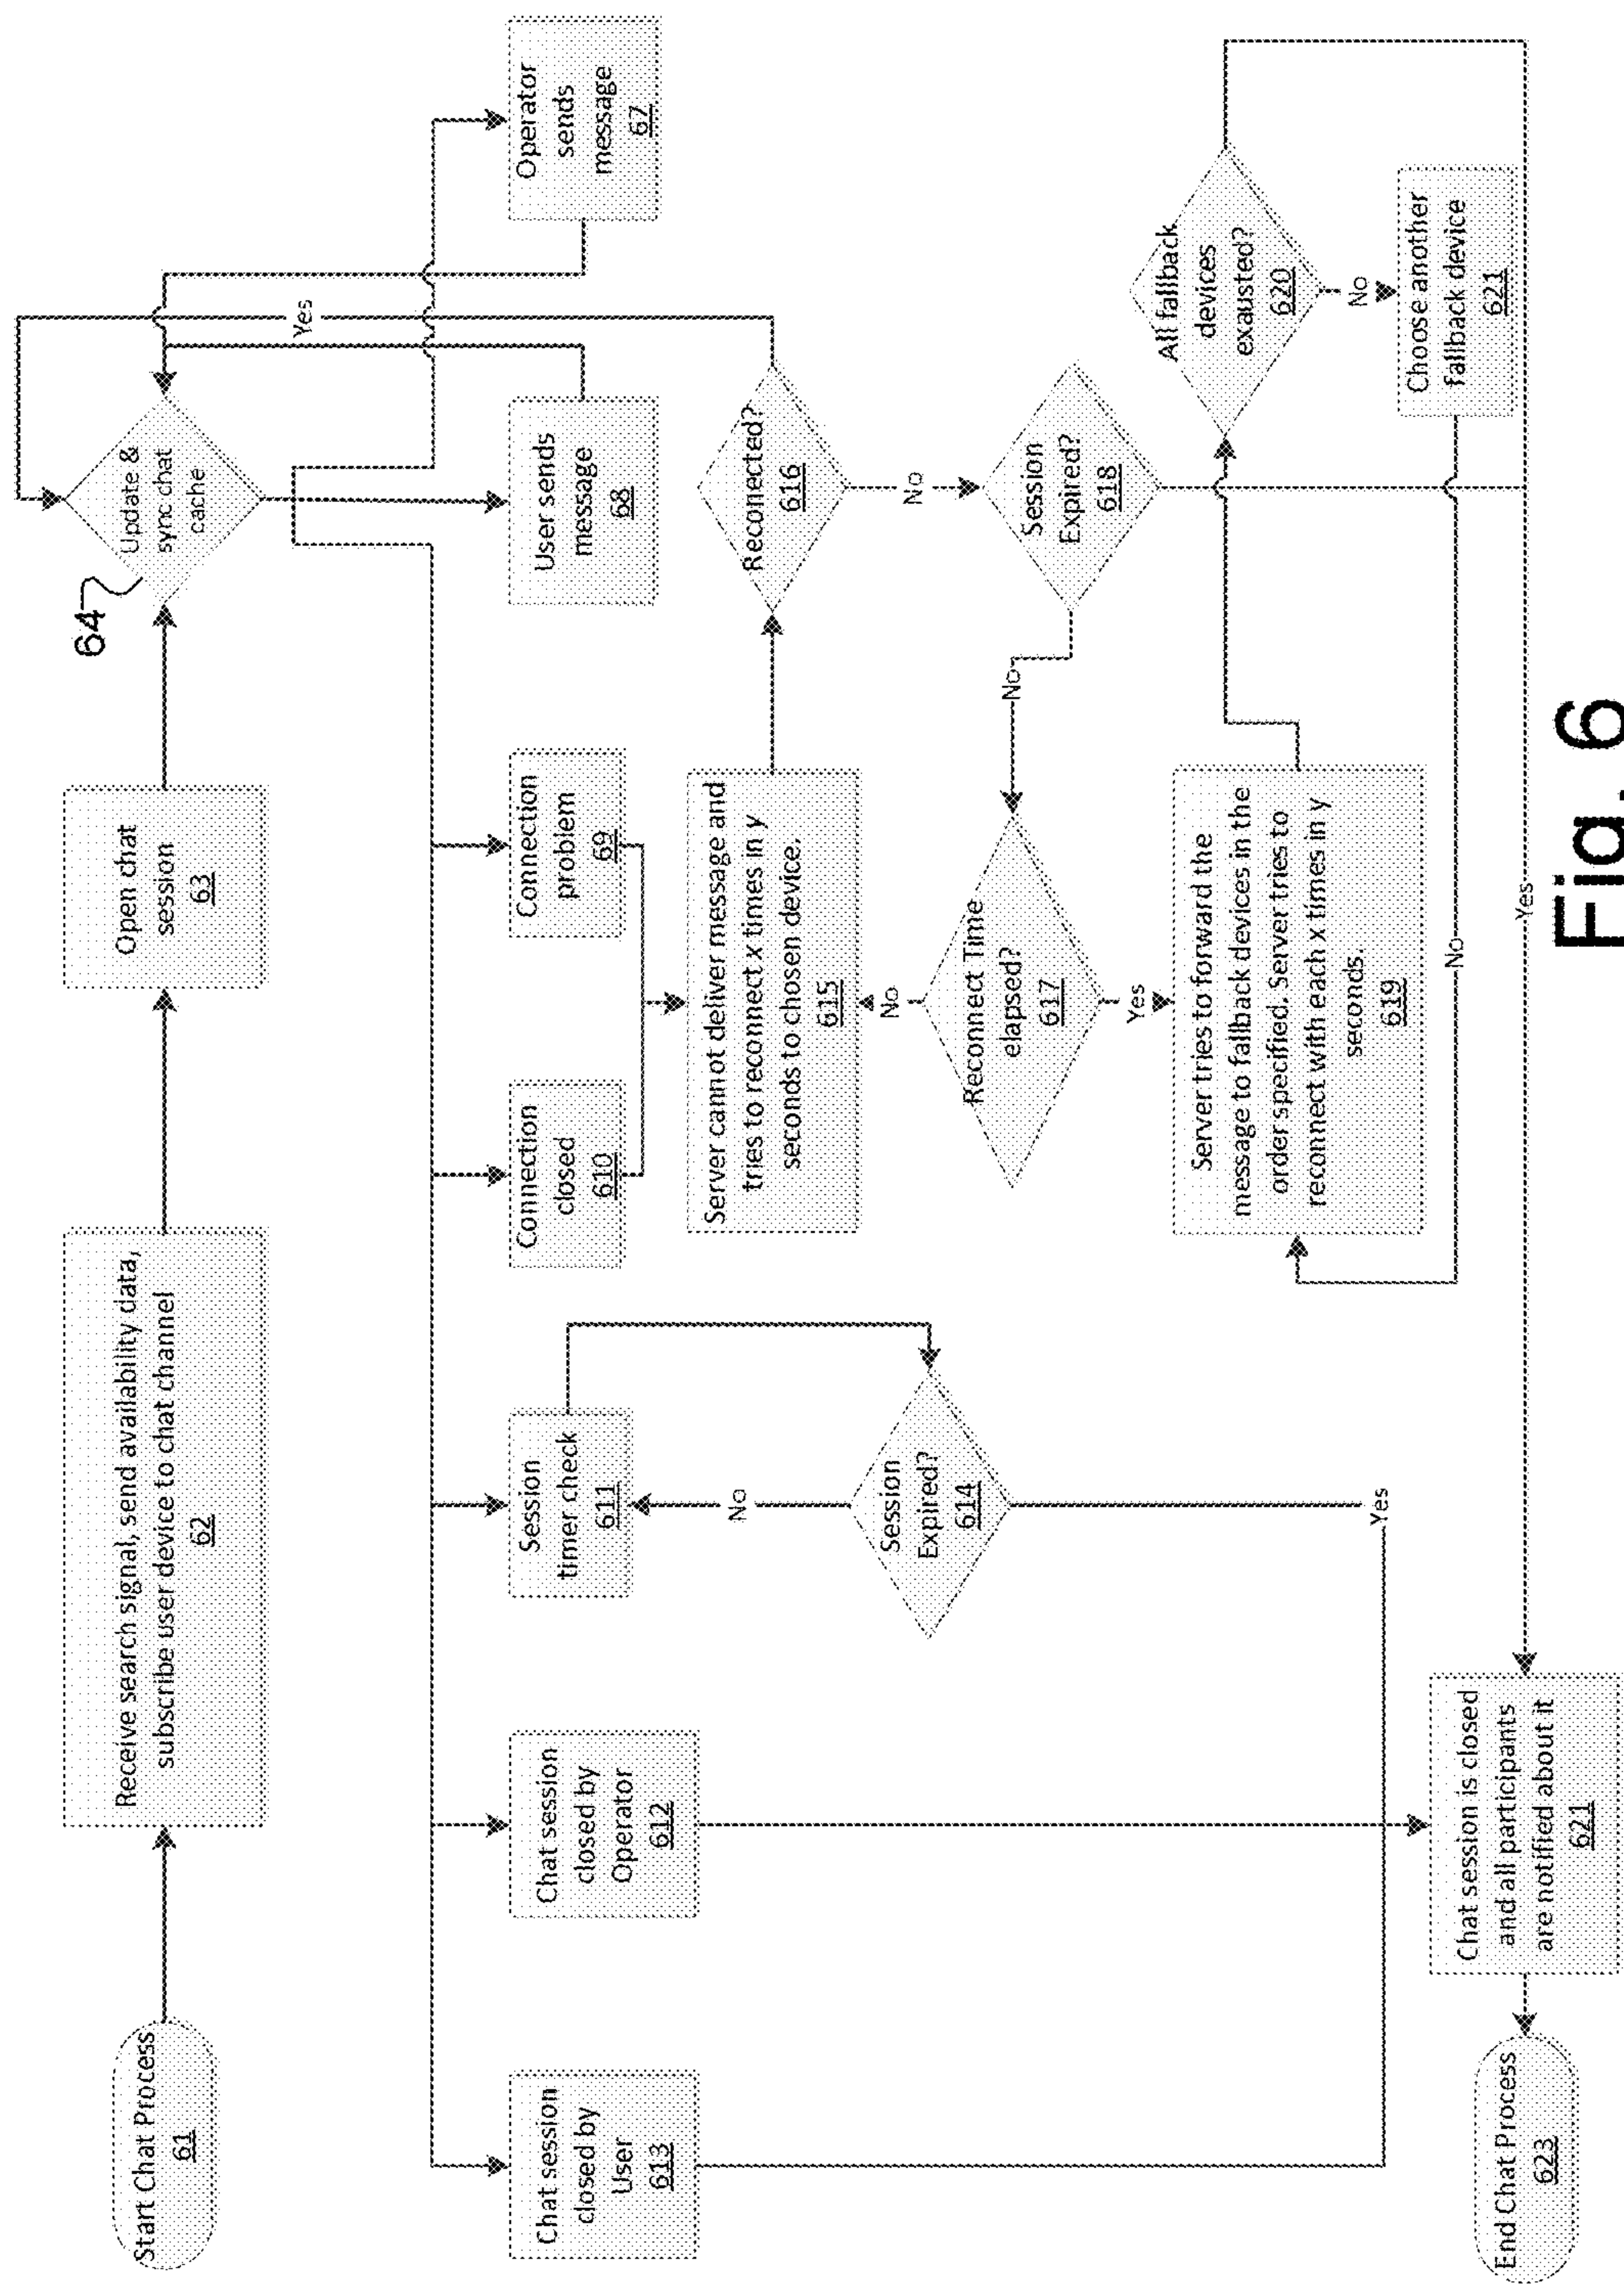 Start Chat Process
61
Receive search signal, send availability data,
subscribe user device to chat channel
62
Open chat
session
63
64
Update &
sync chat
cache
Chat session
closed by
User
613
Chat session
closed by
Operator
612
Session
timer check
611
Connection
closed
610
Connection
problem
69
User sends
message
68
Operator
sends
message
67
Yes
No
Session
Expired?
614
Yes
Server cannot deliver message and
tries to reconnect x times in y
seconds to chosen device.
615
Reconected?
616
No
No
Reconnect Time
elapsed?
617
No
Session
Expired?
618
Yes
Server tries to forward the
message to fallback devices in the
order specified. Server tries to
reconnect with each x times in y
seconds.
619
All fallback
devices
exausted?
620
No
Choose another
fallback device
621
No
Yes
Chat session is closed
and all participants
are notified about it
621
End Chat Process
623
Fig. 6